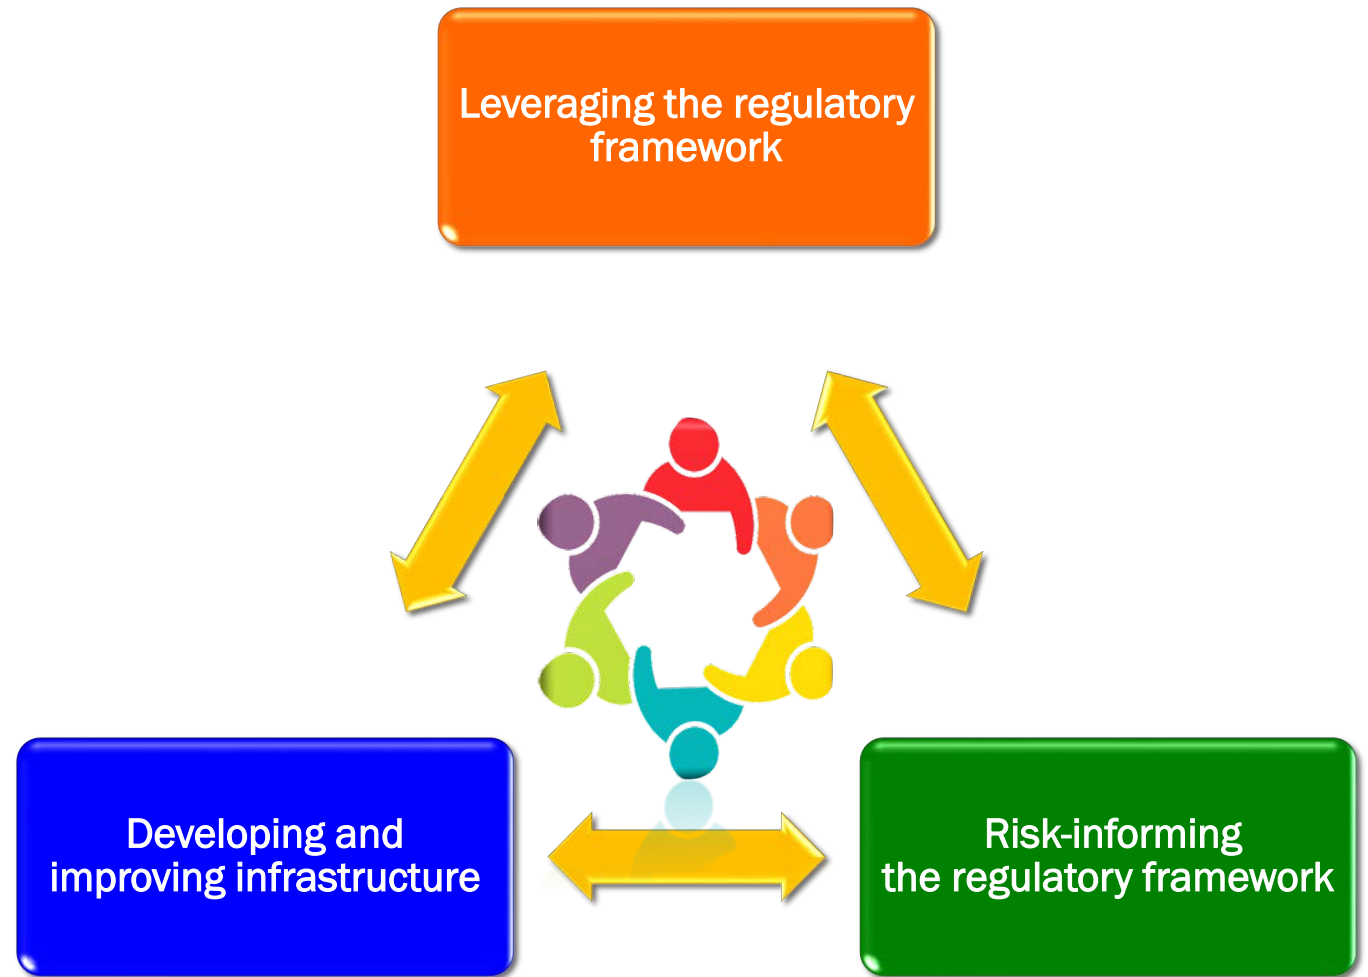 Leveraging the regulatory
framework
Developing and
improving infrastructure
Risk-informing
the regulatory framework